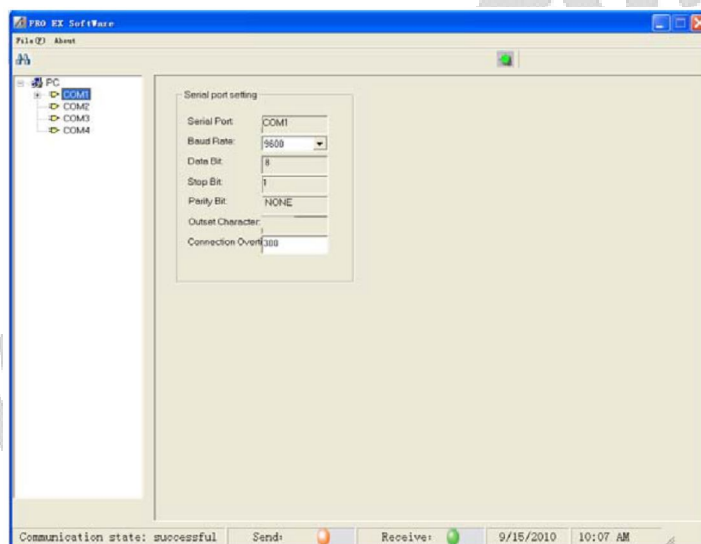 PRO EX SoftWare
File(F) About
PC
COM1
COM2
COM3
COM4
Serial port setting
Serial Port: COM1
Baud Rate: 9600
Data Bit: 8
Stop Bit: 1
Parity Bit: NONE
Outset Character:
Connection Overti 300
Communication state: successful Send: Receive: 9/15/2010 10:07 AM